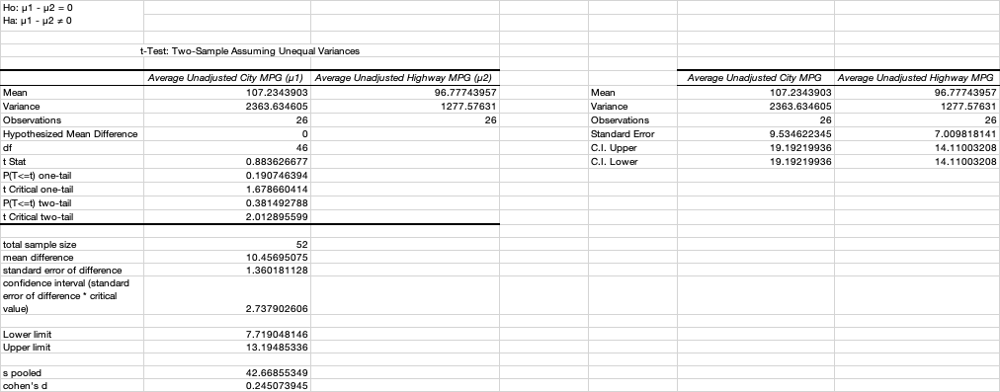 Ho: µ1 - µ2 = 0
Ha: µ1 - µ2 ≠ 0
t-Test: Two-Sample Assuming Unequal Variances
Average Unadjusted City MPG (µ1) Average Unadjusted Highway MPG (µ2)
Mean 107.2343903 96.77743957
Variance 2363.634605 1277.57631
Observations 26 26
Hypothesized Mean Difference 0
df 46
t Stat 0.883626677
P(T<=t) one-tail 0.190746394
t Critical one-tail 1.678660414
P(T<=t) two-tail 0.381492788
t Critical two-tail 2.012895599
total sample size 52
mean difference 10.45695075
standard error of difference 1.360181128
confidence interval (standard
error of difference * critical
value) 2.737902606
Lower limit 7.719048146
Upper limit 13.19485336
s pooled 42.66855349
cohen's d 0.245073945
Average Unadjusted City MPG Average Unadjusted Highway MPG
Mean 107.2343903 96.77743957
Variance 2363.634605 1277.57631
Observations 26 26
Standard Error 9.534622345 7.009818141
C.I. Upper 19.19219936 14.11003208
C.I. Lower 19.19219936 14.11003208